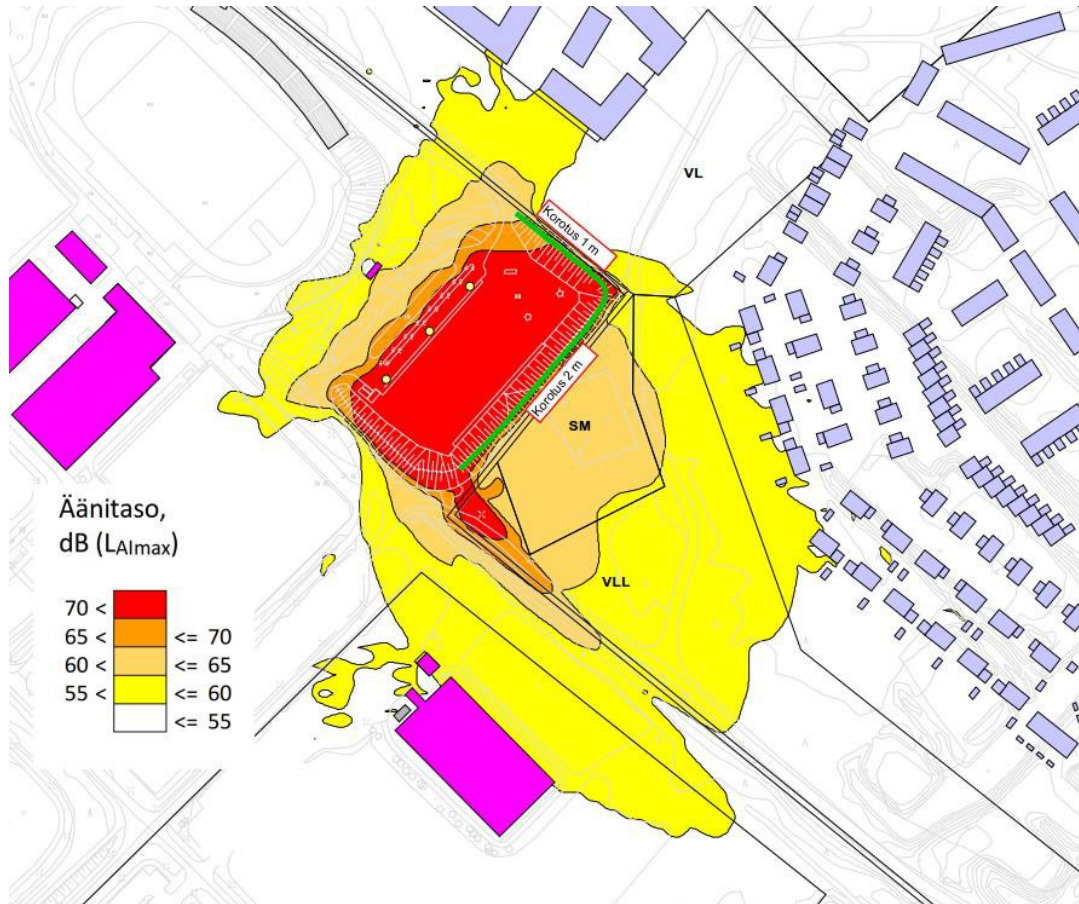 VL
Korotus 1 m
Korotus 2 m
SM
VLL
Äänitaso,
dB (LAImax)
70 <
65 < <= 70
60 < <= 65
55 < <= 60
<= 55